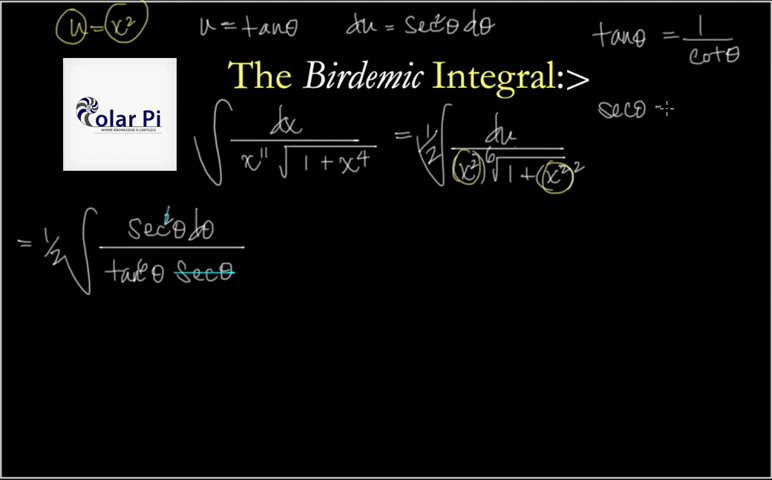 u = x²   u = tanθ   du = sec²θ dθ   tanθ = 1/cotθ
The Birdemic Integral:>
olar Pi
WHERE KNOWLEDGE IS LIMITLESS
secθ =
∫ dx / (x¹¹ √(1 + x⁴)) = ½ ∫ du / ((x²)⁶ √(1 + (x²)²))
= ½ ∫ sec²θ dθ / (tan⁶θ secθ)